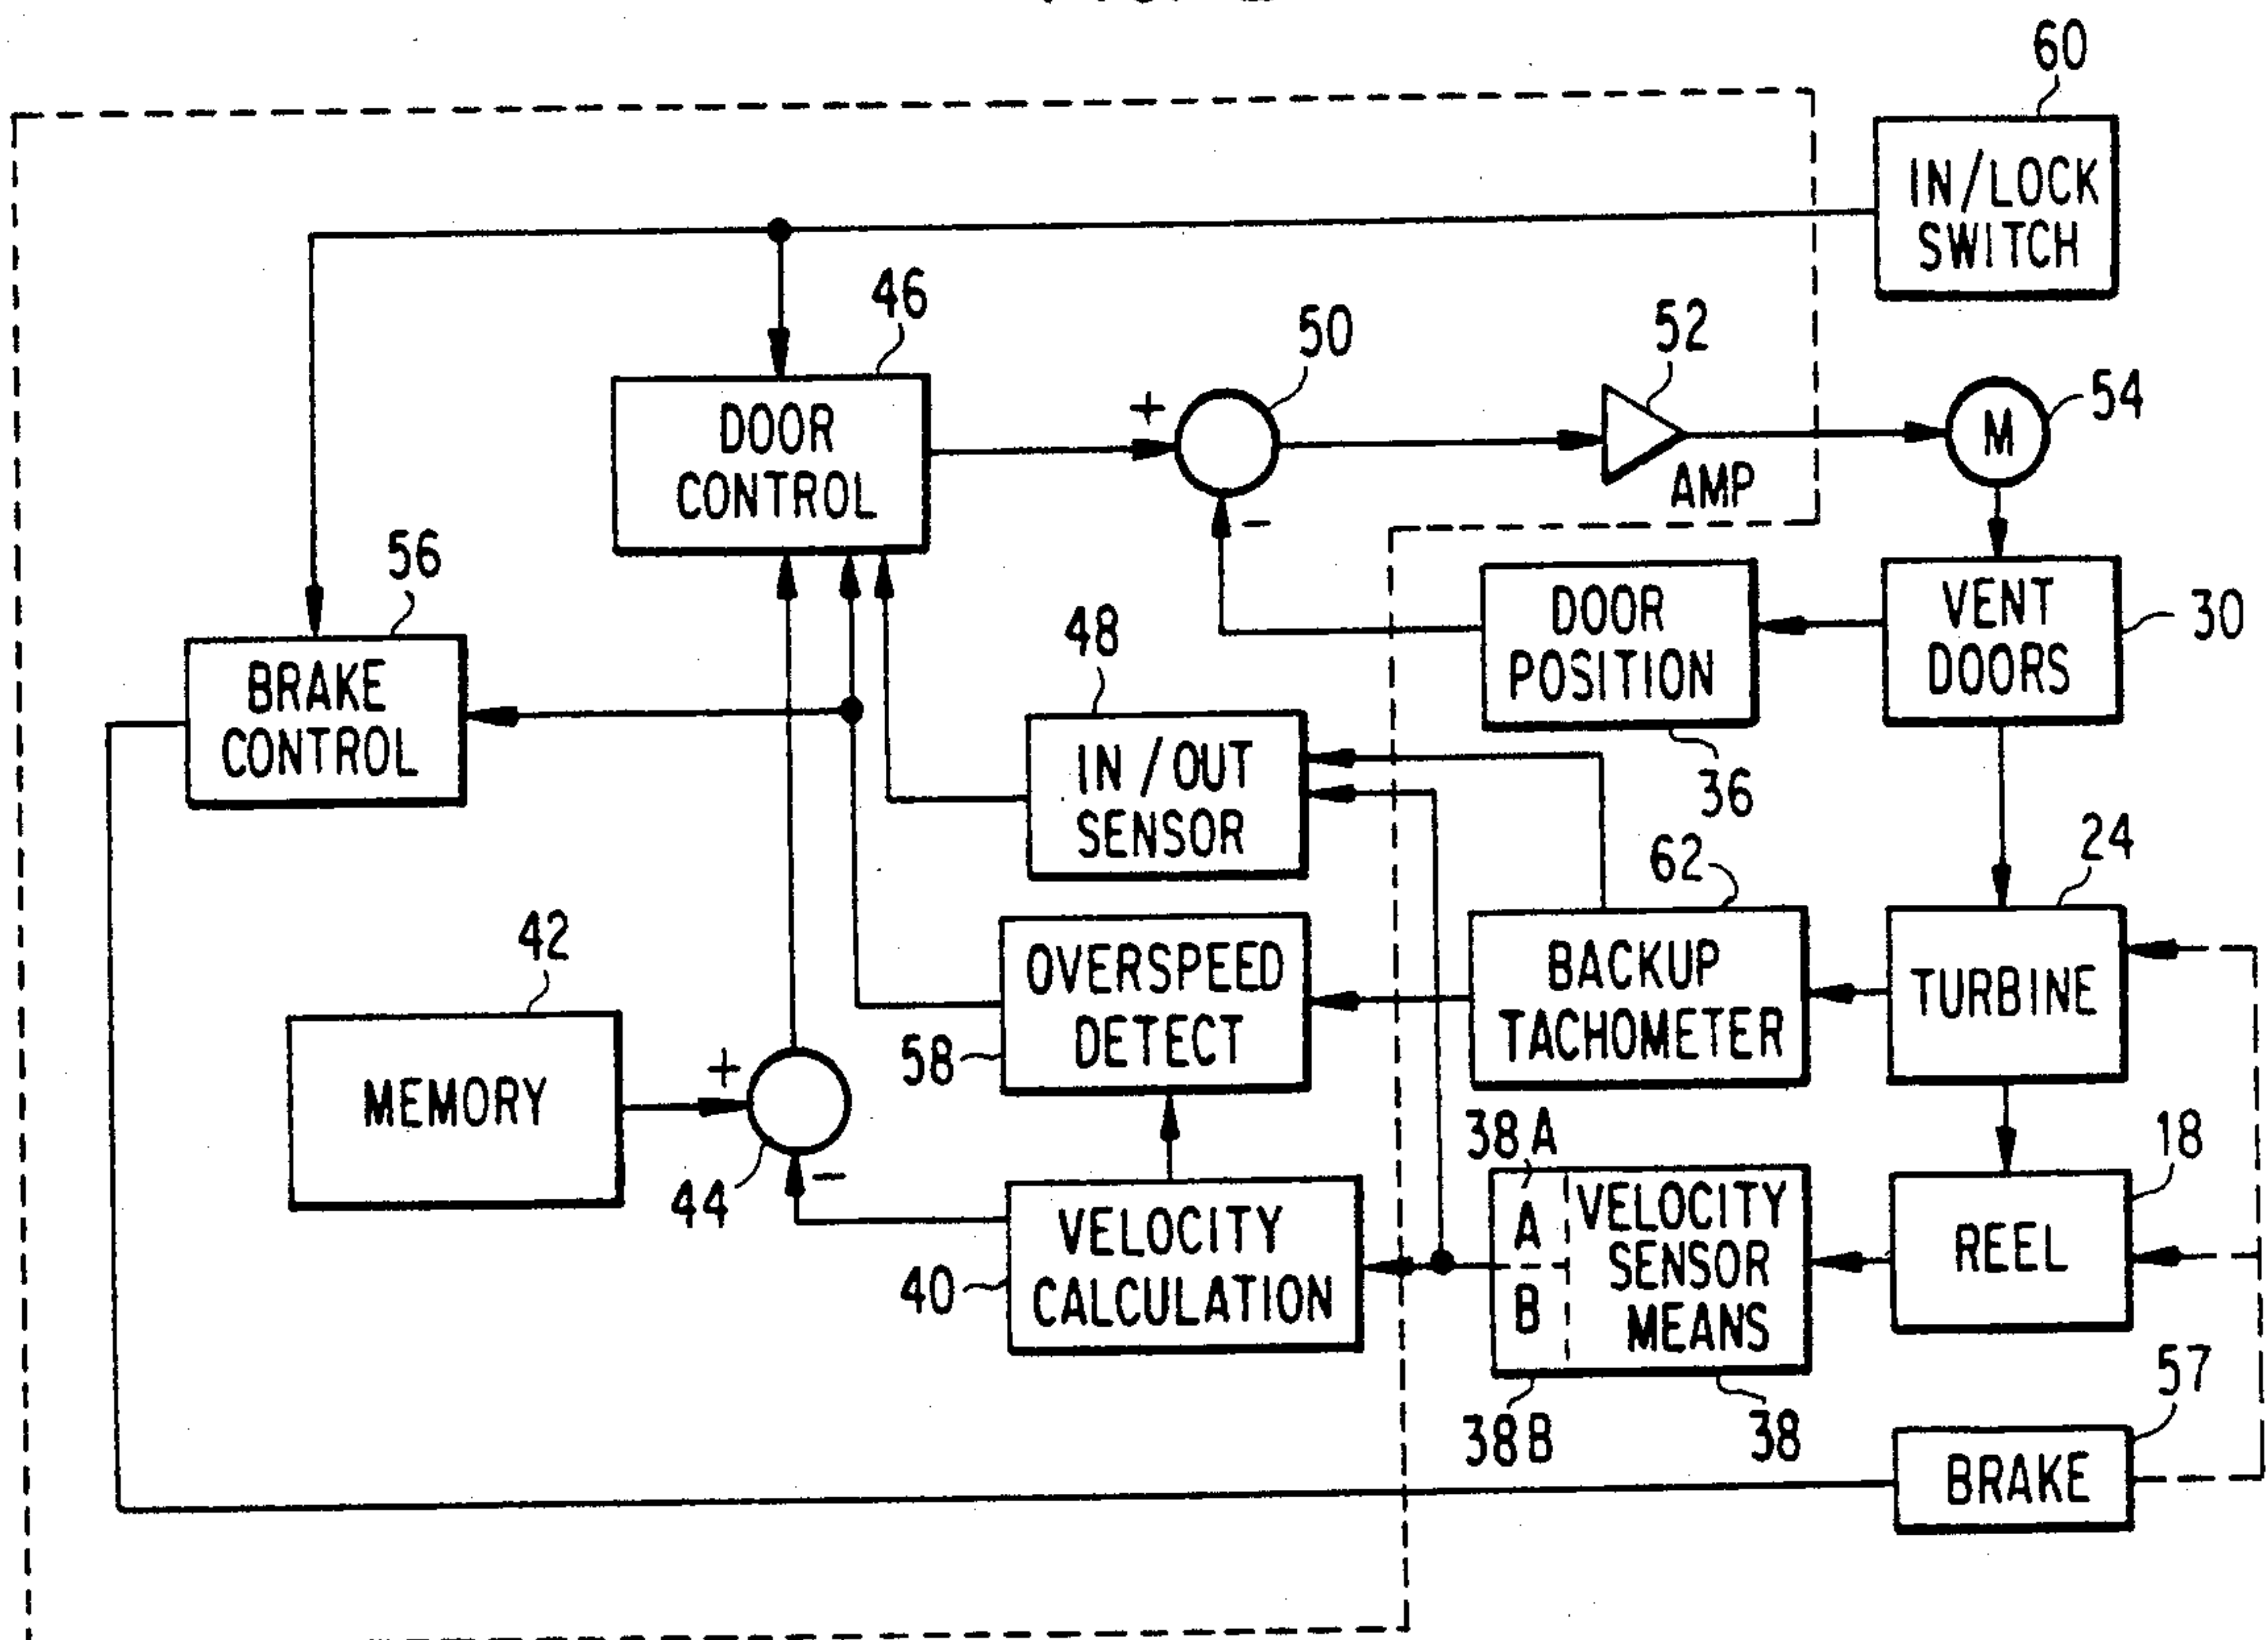 60
IN/LOCK
SWITCH
46
50
52
54
DOOR
CONTROL
+
-
AMP
M
56
BRAKE
CONTROL
48
IN/OUT
SENSOR
DOOR
POSITION
36
VENT
DOORS
30
62
24
42
MEMORY
+
44
-
OVERSPEED
DETECT
58
BACKUP
TACHOMETER
TURBINE
38A
18
VELOCITY
CALCULATION
40
A
B
VELOCITY
SENSOR
MEANS
REEL
38B
38
57
BRAKE